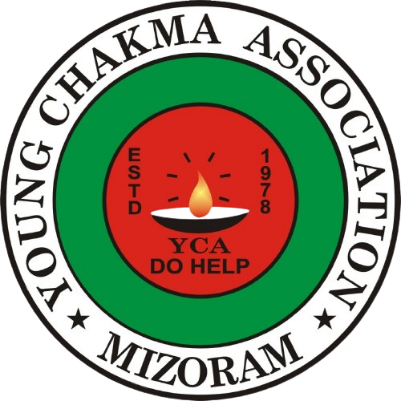 YOUNG CHAKMA ASSOCIATION
ESTD
1978
YCA
DO HELP
MIZORAM